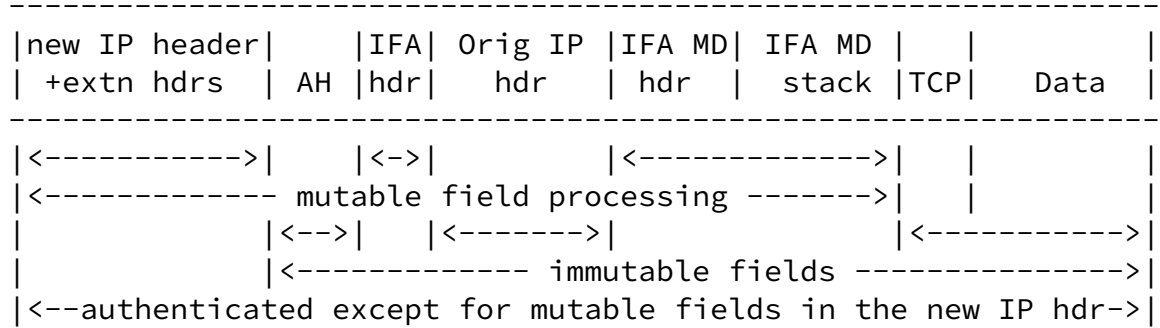 ------------------------------------------------------------------------
|new IP header|    |IFA| Orig IP |IFA MD| IFA MD |   |          |
| +extn hdrs  | AH |hdr|   hdr   | hdr  |  stack |TCP|   Data   |
------------------------------------------------------------------------
|<----------->|    |<->|         |<------------->|   |          |
|<------------- mutable field processing ------->|   |          |
|             |<-->|   |<------->|               |<------------>|
|             |<------------- immutable fields --------------->|
|<--authenticated except for mutable fields in the new IP hdr->|